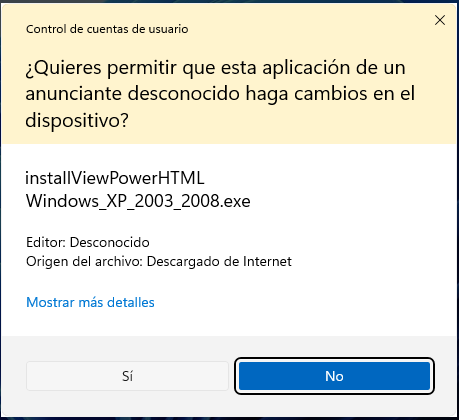 Control de cuentas de usuario
¿Quieres permitir que esta aplicación de un
anunciante desconocido haga cambios en el
dispositivo?
installViewPowerHTML
Windows_XP_2003_2008.exe
Editor: Desconocido
Origen del archivo: Descargado de Internet
Mostrar más detalles
Sí
No